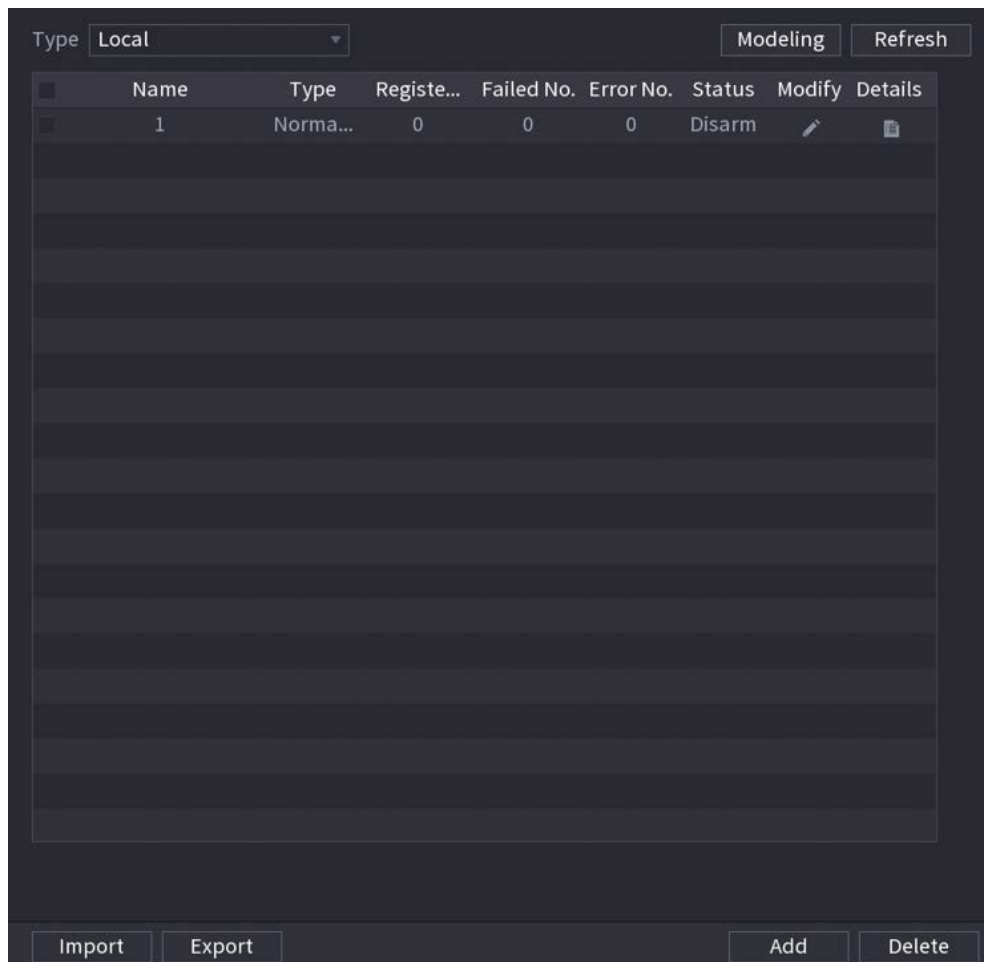 Type Local Modeling Refresh
Name Type Registe... Failed No. Error No. Status Modify Details
1 Norma... 0 0 0 Disarm
Import Export Add Delete